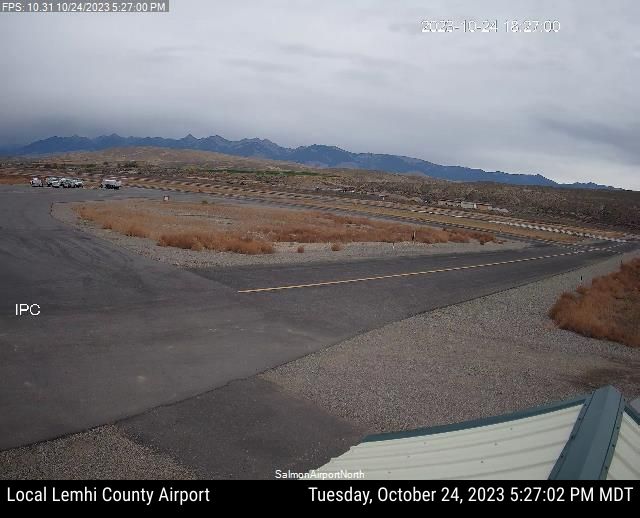 FPS: 10.31 10/24/2023 5:27:00 PM
2023-10-24 18:27:00
IPC
SalmonAirportNorth
Local Lemhi County Airport
Tuesday, October 24, 2023 5:27:02 PM MDT